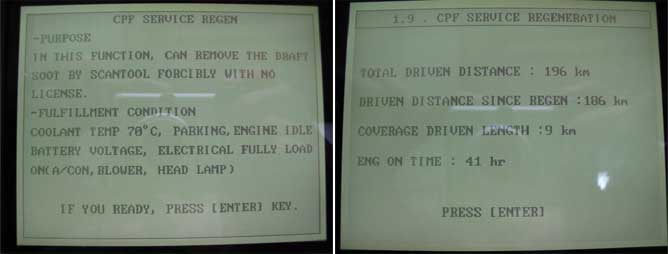 CPF SERVICE REGEN
-PURPOSE
IN THIS FUNCTION, CAN REMOVE THE DRAFT
SOOT BY SCANTOOL FORCIBLY WITH NO
LICENSE.
-FULFILLMENT CONDITION
COOLANT TEMP 70°C, PARKING,ENGINE IDLE
BATTERY VOLTAGE, ELECTRICAL FULLY LOAD
ON(A/CON,BLOWER, HEAD LAMP)
IF YOU READY, PRESS [ENTER] KEY.
1.9 . CPF SERVICE REGENERATION
TOTAL DRIVEN DISTANCE : 196 km
DRIVEN DISTANCE SINCE REGEN :186 km
COVERAGE DRIVEN LENGTH :9 km
ENG ON TIME : 41 hr
PRESS [ENTER]